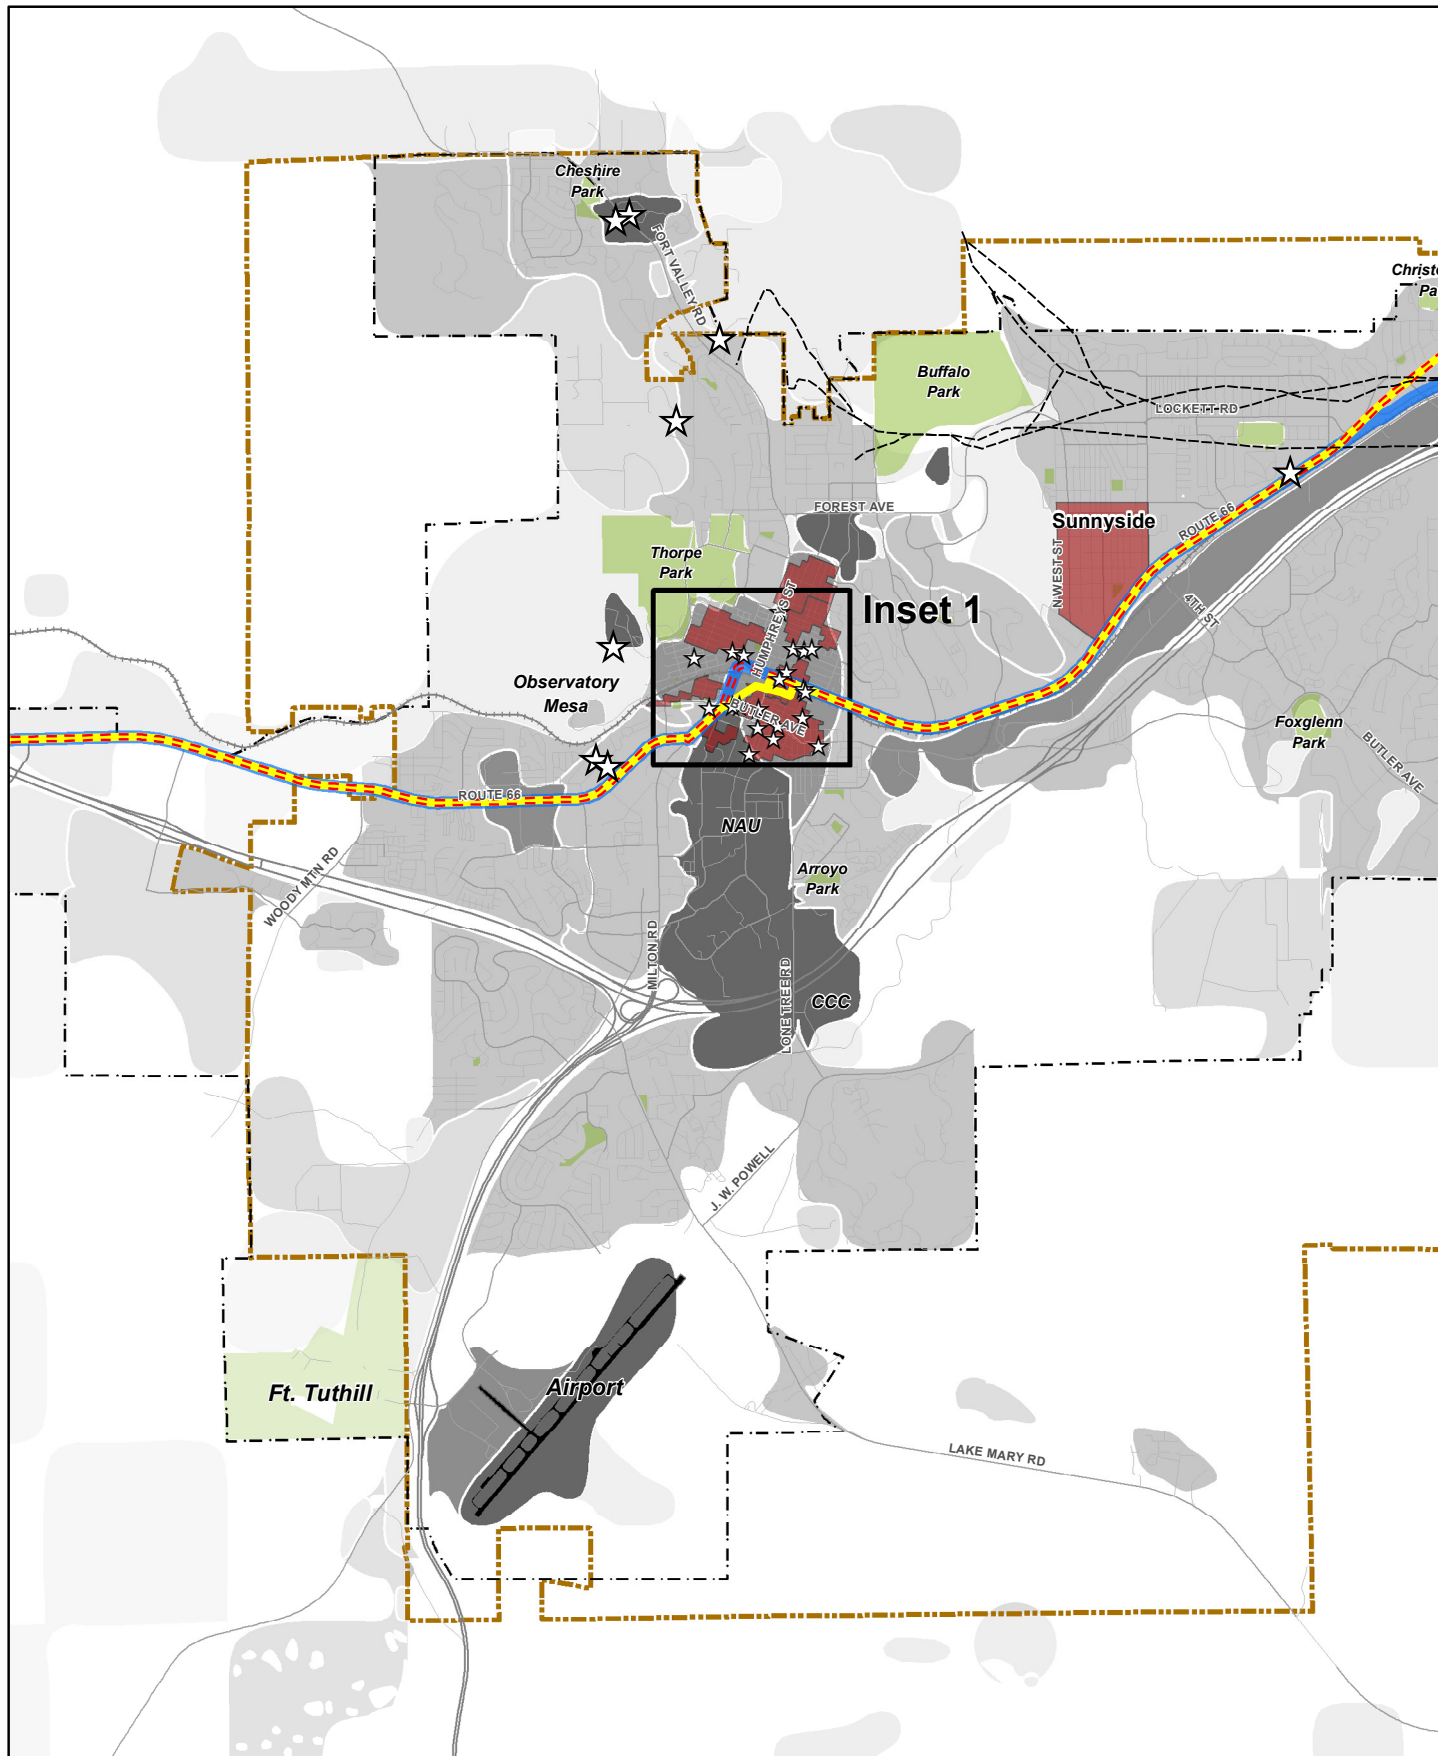 Cheshire
Park
FORT VALLEY RD
Christ
Pa
Buffalo
Park
LOCKETT RD
FOREST AVE
Sunnyside
ROUTE 66
N WEST ST
4TH ST
Thorpe
Park
HUMPHREYS ST
Inset 1
Observatory
Mesa
BUTLER AVE
Foxglenn
Park
BUTLER AVE
ROUTE 66
NAU
WOODY MTN RD
Arroyo
Park
MILTON RD
LONE TREE RD
CCC
J. W. POWELL
Ft. Tuthill
Airport
LAKE MARY RD